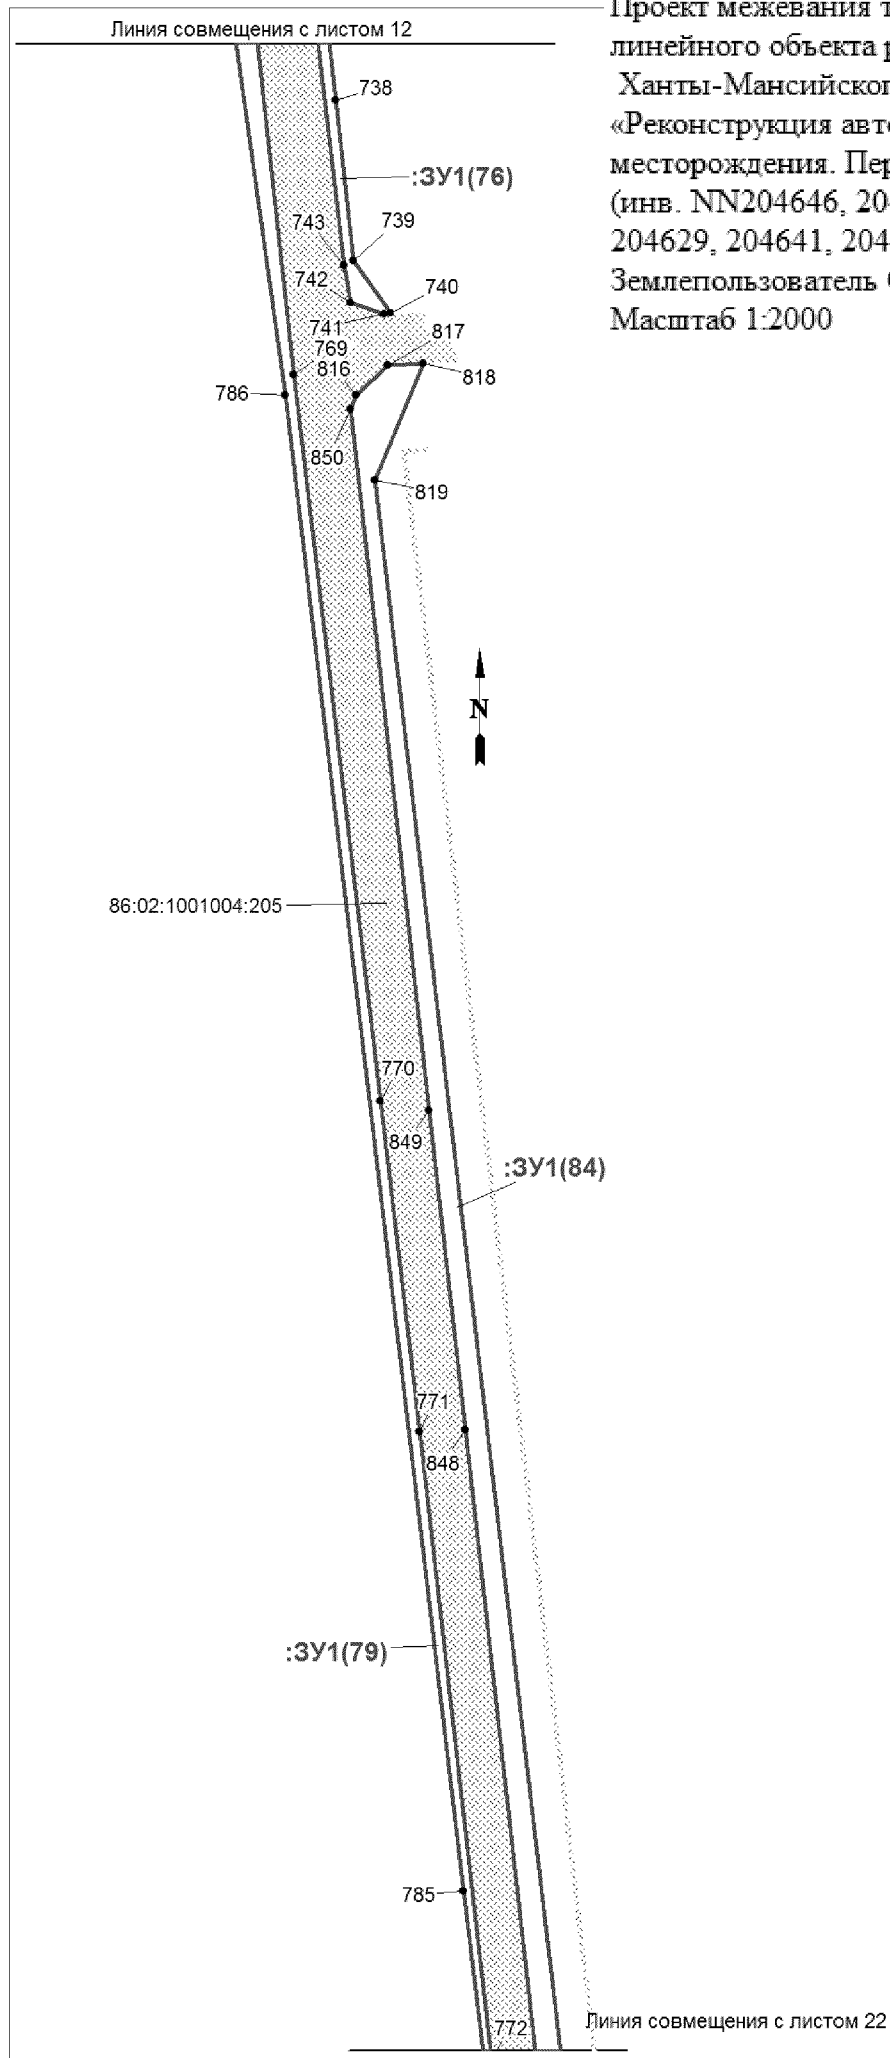 Проект межевания
линейного объекта
Ханты-Мансийског
«Реконструкция авт
месторождения. Пер
(инв. NN204646, 20
204629, 204641, 204
Землепользователь
Масштаб 1:2000
Линия совмещения с листом 12
738
:ЗУ1(76)
743
739
742
740
741
817
769
816
818
786
850
819
N
86:02:1001004:205
770
849
:ЗУ1(84)
771
848
:ЗУ1(79)
785
772
Линия совмещения с листом 22